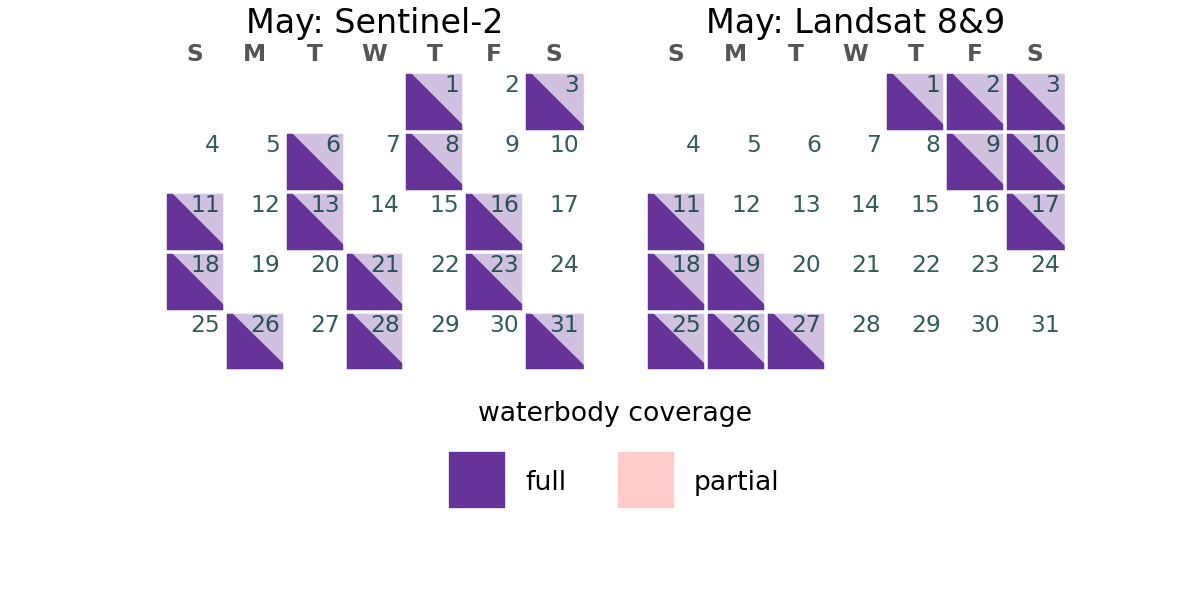 May: Sentinel-2
S M T W T F S
1 2 3
4 5 6 7 8 9 10
11 12 13 14 15 16 17
18 19 20 21 22 23 24
25 26 27 28 29 30 31
May: Landsat 8&9
S M T W T F S
1 2 3
4 5 6 7 8 9 10
11 12 13 14 15 16 17
18 19 20 21 22 23 24
25 26 27 28 29 30 31
waterbody coverage
full partial